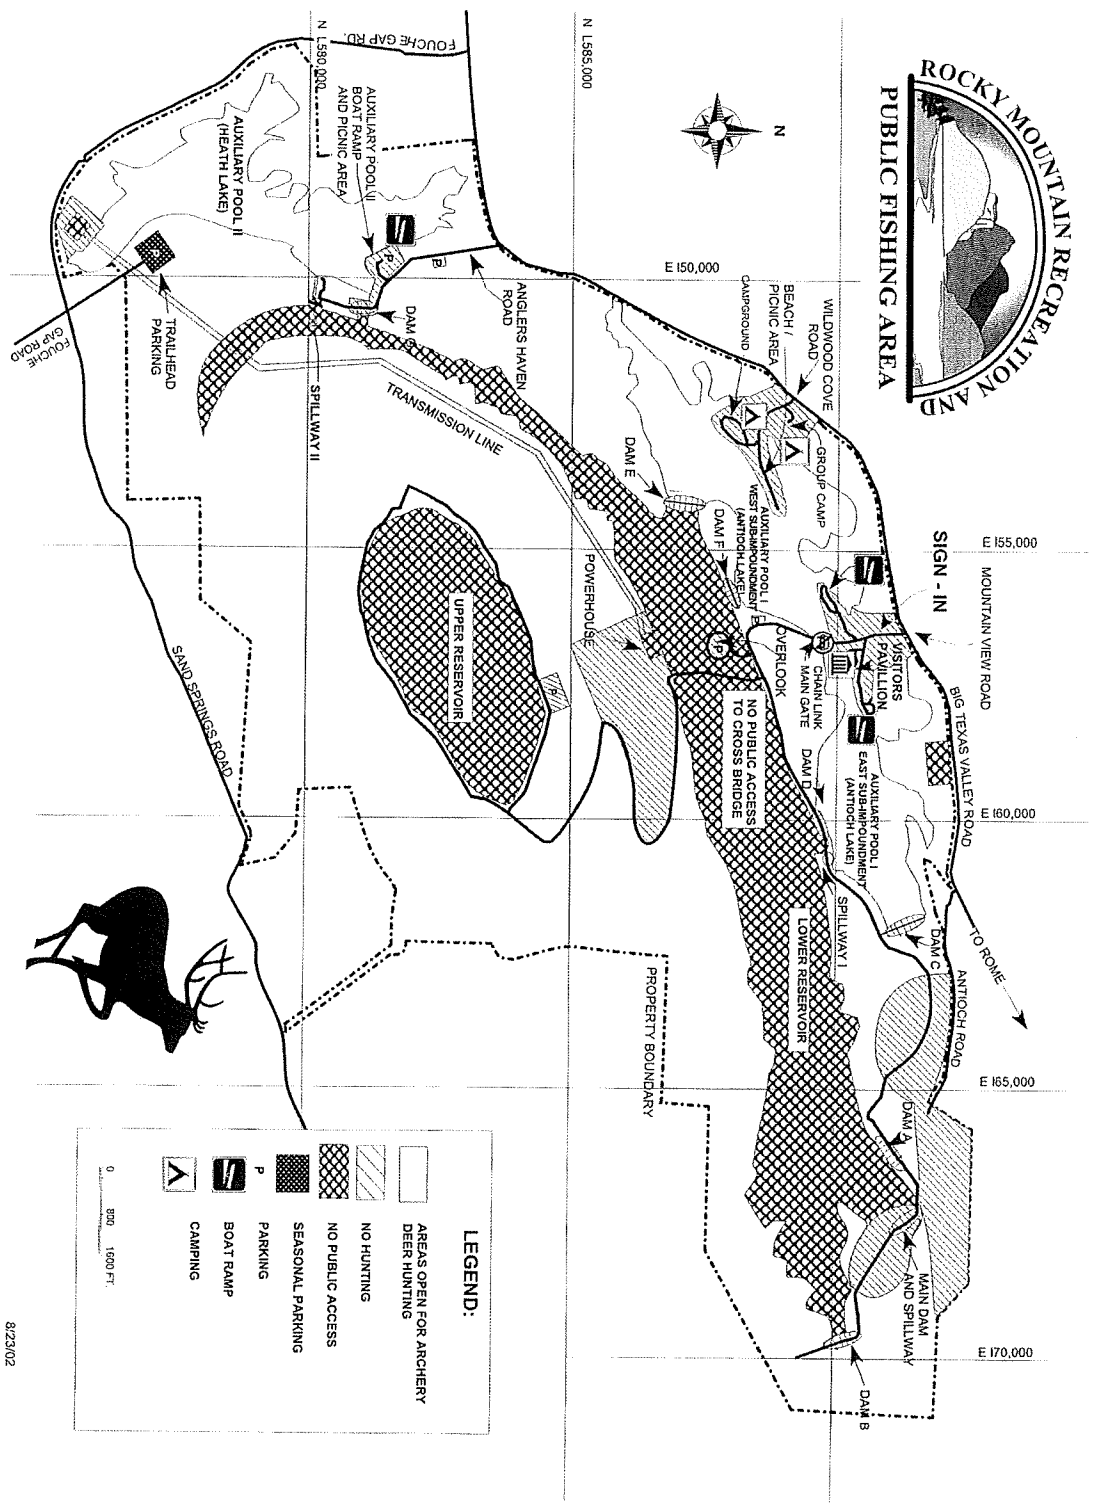 ROCKY MOUNTAIN RECREATION AND
PUBLIC FISHING AREA
N
N L580,000
N L585,000
E 150,000
E 155,000
E 160,000
E 165,000
E 170,000
FOUCHE GAP RD.
AUXILIARY POOL II
BOAT RAMP
AND PICNIC AREA
AUXILIARY POOL II
(HEATH LAKE)
P
P
ANGLERS HAVEN
ROAD
DAM G
TRAILHEAD
PARKING
FOUCHE
GAP ROAD
SPILLWAY II
TRANSMISSION LINE
CAMPGROUND
BEACH /
PICNIC AREA
WILDWOOD COVE
ROAD
GROUP CAMP
DAM E
DAM F
AUXILIARY POOL I
WEST SUB-IMPOUNDMENT
(ANTIOCH LAKE)
SIGN - IN
MOUNTAIN VIEW ROAD
VISITORS
PAVILLION
CHAIN LINK
MAIN GATE
OVERLOOK
P
POWERHOUSE
P
UPPER RESERVOIR
NO PUBLIC ACCESS
TO CROSS BRIDGE
DAM D
AUXILIARY POOL I
EAST SUB-IMPOUNDMENT
(ANTIOCH LAKE)
BIG TEXAS VALLEY ROAD
SAND SPRINGS ROAD
SPILLWAY I
LOWER RESERVOIR
DAM C
TO ROME
ANTIOCH ROAD
PROPERTY BOUNDARY
DAM A
MAIN DAM
AND SPILLWAY
DAM B
LEGEND:
AREAS OPEN FOR ARCHERY
DEER HUNTING
NO HUNTING
NO PUBLIC ACCESS
SEASONAL PARKING
P PARKING
BOAT RAMP
CAMPING
0 800 1600 FT.
8/23/02